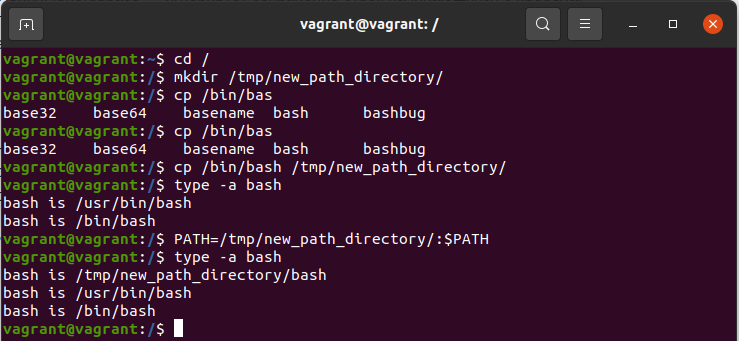 vagrant@vagrant: /
vagrant@vagrant:~$ cd /
vagrant@vagrant:/$ mkdir /tmp/new_path_directory/
vagrant@vagrant:/$ cp /bin/bas
base32    base64    basename  bash      bashbug
vagrant@vagrant:/$ cp /bin/bas
base32    base64    basename  bash      bashbug
vagrant@vagrant:/$ cp /bin/bash /tmp/new_path_directory/
vagrant@vagrant:/$ type -a bash
bash is /usr/bin/bash
bash is /bin/bash
vagrant@vagrant:/$ PATH=/tmp/new_path_directory/:$PATH
vagrant@vagrant:/$ type -a bash
bash is /tmp/new_path_directory/bash
bash is /usr/bin/bash
bash is /bin/bash
vagrant@vagrant:/$